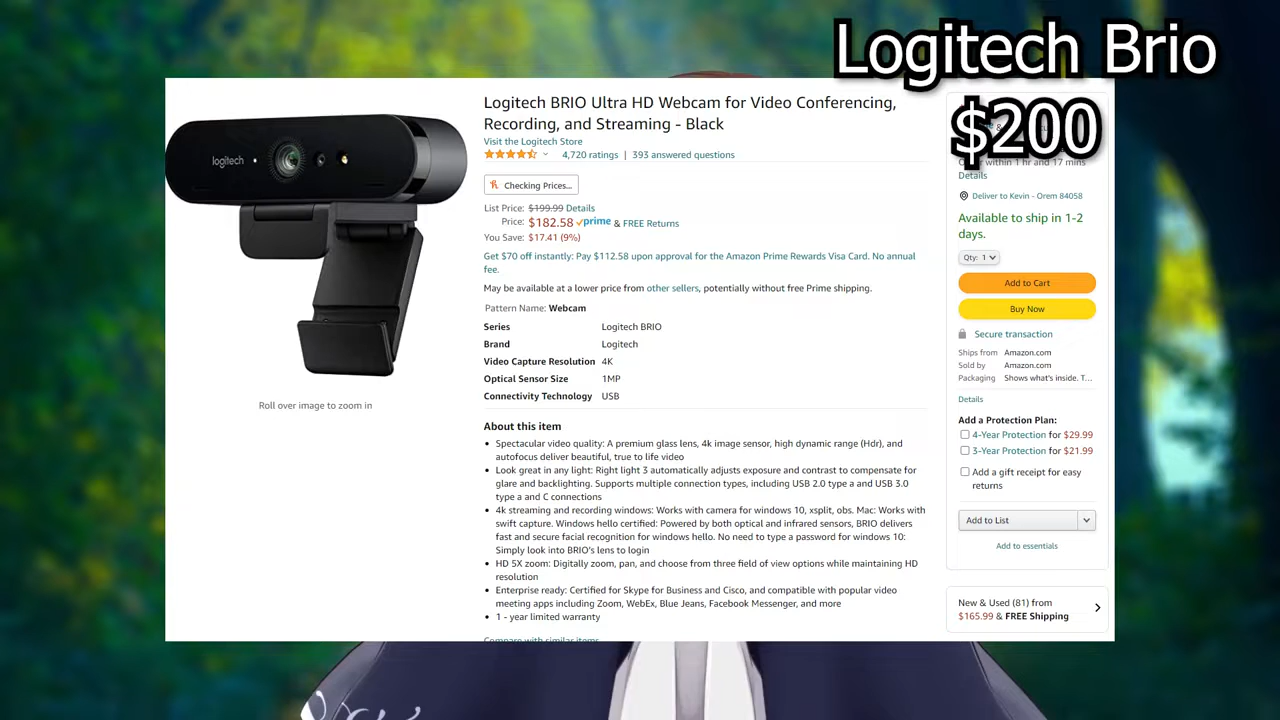 Logitech Brio
$200
logitech
Roll over image to zoom in
Logitech BRIO Ultra HD Webcam for Video Conferencing,
Recording, and Streaming - Black
Visit the Logitech Store
4,720 ratings | 393 answered questions
Checking Prices...
List Price: $199.99 Details
Price: $182.58 prime & FREE Returns
You Save: $17.41 (9%)
Get $70 off instantly: Pay $112.58 upon approval for the Amazon Prime Rewards Visa Card. No annual
fee.
May be available at a lower price from other sellers, potentially without free Prime shipping.
Pattern Name: Webcam
Series Logitech BRIO
Brand Logitech
Video Capture Resolution 4K
Optical Sensor Size 1MP
Connectivity Technology USB
About this item
• Spectacular video quality: A premium glass lens, 4k image sensor, high dynamic range (Hdr), and
autofocus deliver beautiful, true to life video
• Look great in any light: Right light 3 automatically adjusts exposure and contrast to compensate for
glare and backlighting. Supports multiple connection types, including USB 2.0 type a and USB 3.0
type a and C connections
• 4k streaming and recording windows: Works with camera for windows 10, xsplit, obs. Mac: Works with
swift capture. Windows hello certified: Powered by both optical and infrared sensors, BRIO delivers
fast and secure facial recognition for windows hello. No need to type a password for windows 10:
Simply look into BRIO's lens to login
• HD 5X zoom: Digitally zoom, pan, and choose from three field of view options while maintaining HD
resolution
• Enterprise ready: Certified for Skype for Business and Cisco, and compatible with popular video
meeting apps including Zoom, WebEx, Blue Jeans, Facebook Messenger, and more
• 1 - year limited warranty
Compare with similar items
within 1 hr and 17 mins
Details
Deliver to Kevin - Orem 84058
Available to ship in 1-2
days.
Qty: 1
Add to Cart
Buy Now
Secure transaction
Ships from Amazon.com
Sold by Amazon.com
Packaging Shows what's inside. T...
Details
Add a Protection Plan:
4-Year Protection for $29.99
3-Year Protection for $21.99
Add a gift receipt for easy
returns
Add to List
Add to essentials
New & Used (81) from
$165.99 & FREE Shipping